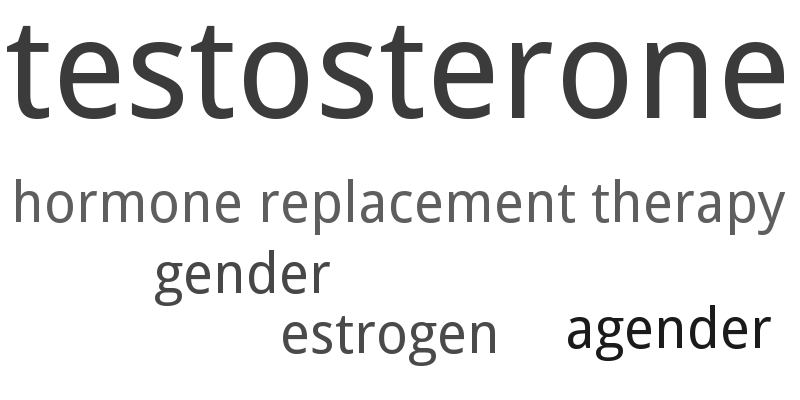 testosterone
hormone replacement therapy
gender
estrogen
agender